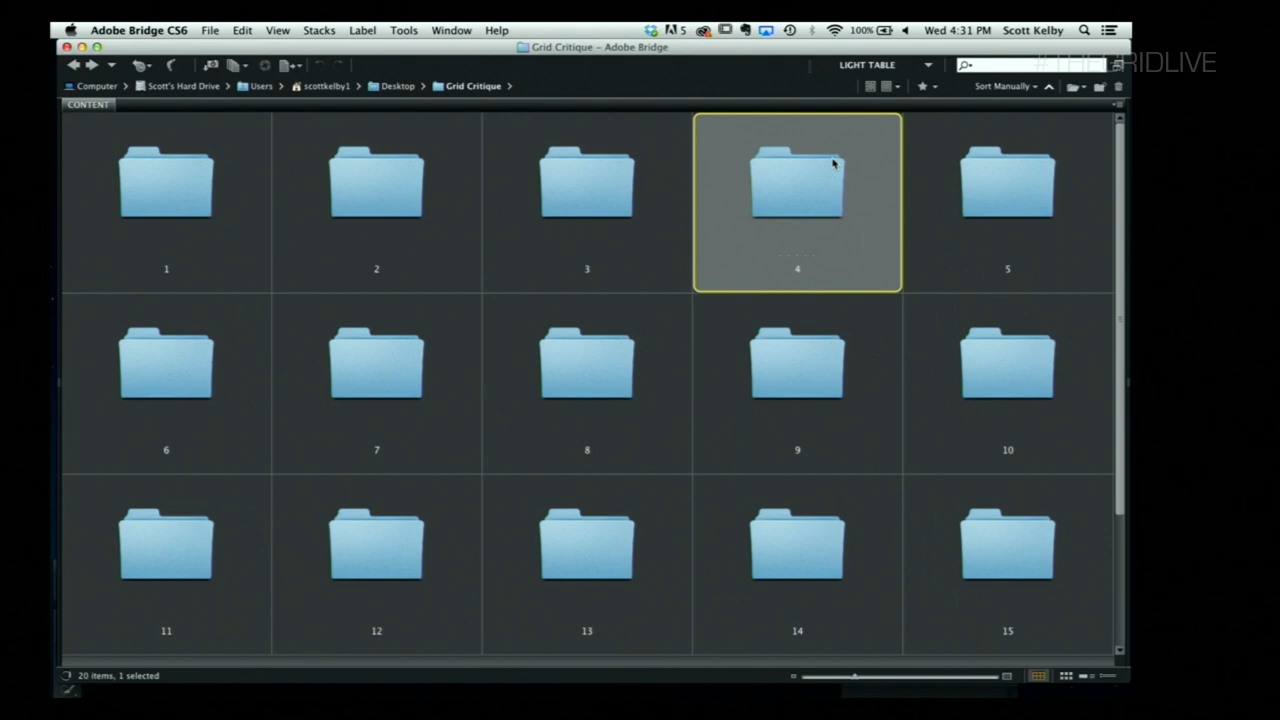 Adobe Bridge CS6 File Edit View Stacks Label Tools Window Help 5 100% Wed 4:31 PM Scott Kelby
Grid Critique – Adobe Bridge
LIGHT TABLE
#THEGRIDLIVE
Computer Scott's Hard Drive Users scottkelby1 Desktop Grid Critique Sort Manually
CONTENT
1 2 3 4 5
6 7 8 9 10
11 12 13 14 15
20 items, 1 selected